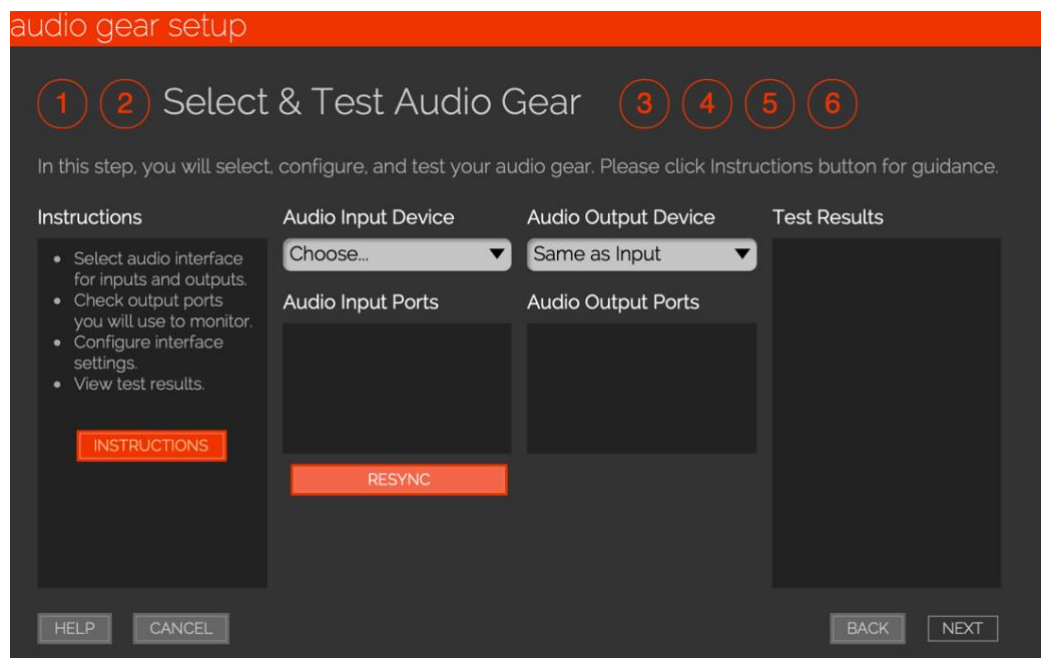 audio gear setup
1 2 Select & Test Audio Gear 3 4 5 6
In this step, you will select, configure, and test your audio gear. Please click Instructions button for guidance.
Instructions
• Select audio interface
for inputs and outputs.
• Check output ports
you will use to monitor.
• Configure interface
settings.
• View test results.
INSTRUCTIONS
Audio Input Device
Choose...
Audio Input Ports
RESYNC
Audio Output Device
Same as Input
Audio Output Ports
Test Results
HELP
CANCEL
BACK
NEXT